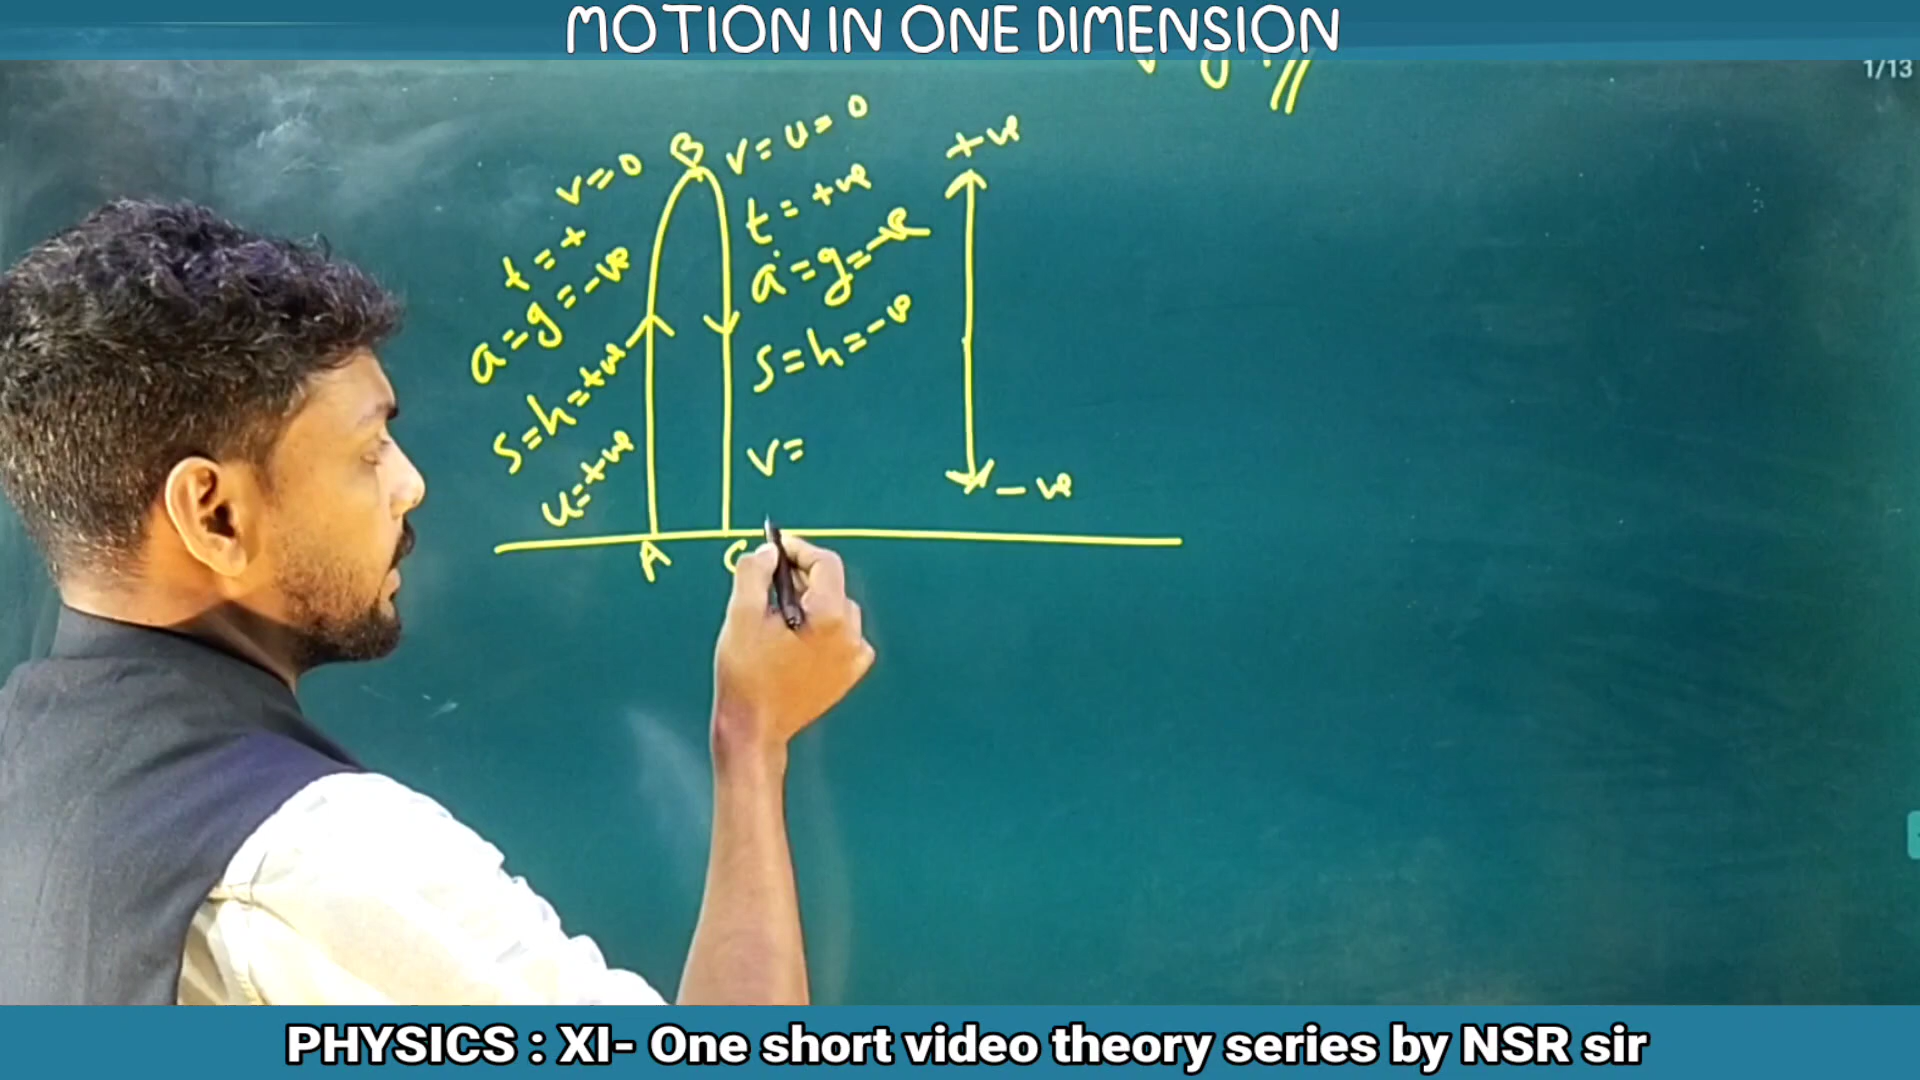 MOTION IN ONE DIMENSION
1/13
B
v=0
t=+
a=g=-ve
s=h=+ve
u=+ve
v=u=0
t=+ve
a=g=-ve
s=h=-ve
v=
+ve
-ve
A
C
PHYSICS : XI- One short video theory series by NSR sir